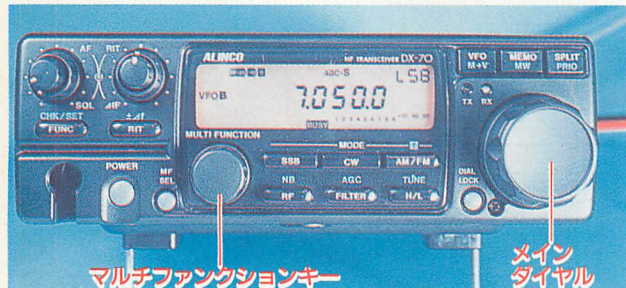 AF RIT
SQL ⊿IF
CHK/SET ±⊿f
FUNC RIT
ALINCO HF TRANSCEIVER DX-70
AGC-S LSB
VFO B 7.050.0
BUSY
MULTI FUNCTION
MODE
SSB CW AM/FM
NB AGC TUNE
RF FILTER H/L
POWER
MF
SEL
VFO MEMO SPLIT
M▸V MW PRIO
TX RX
DIAL
LOCK
マルチファンクションキー
メイン
ダイヤル